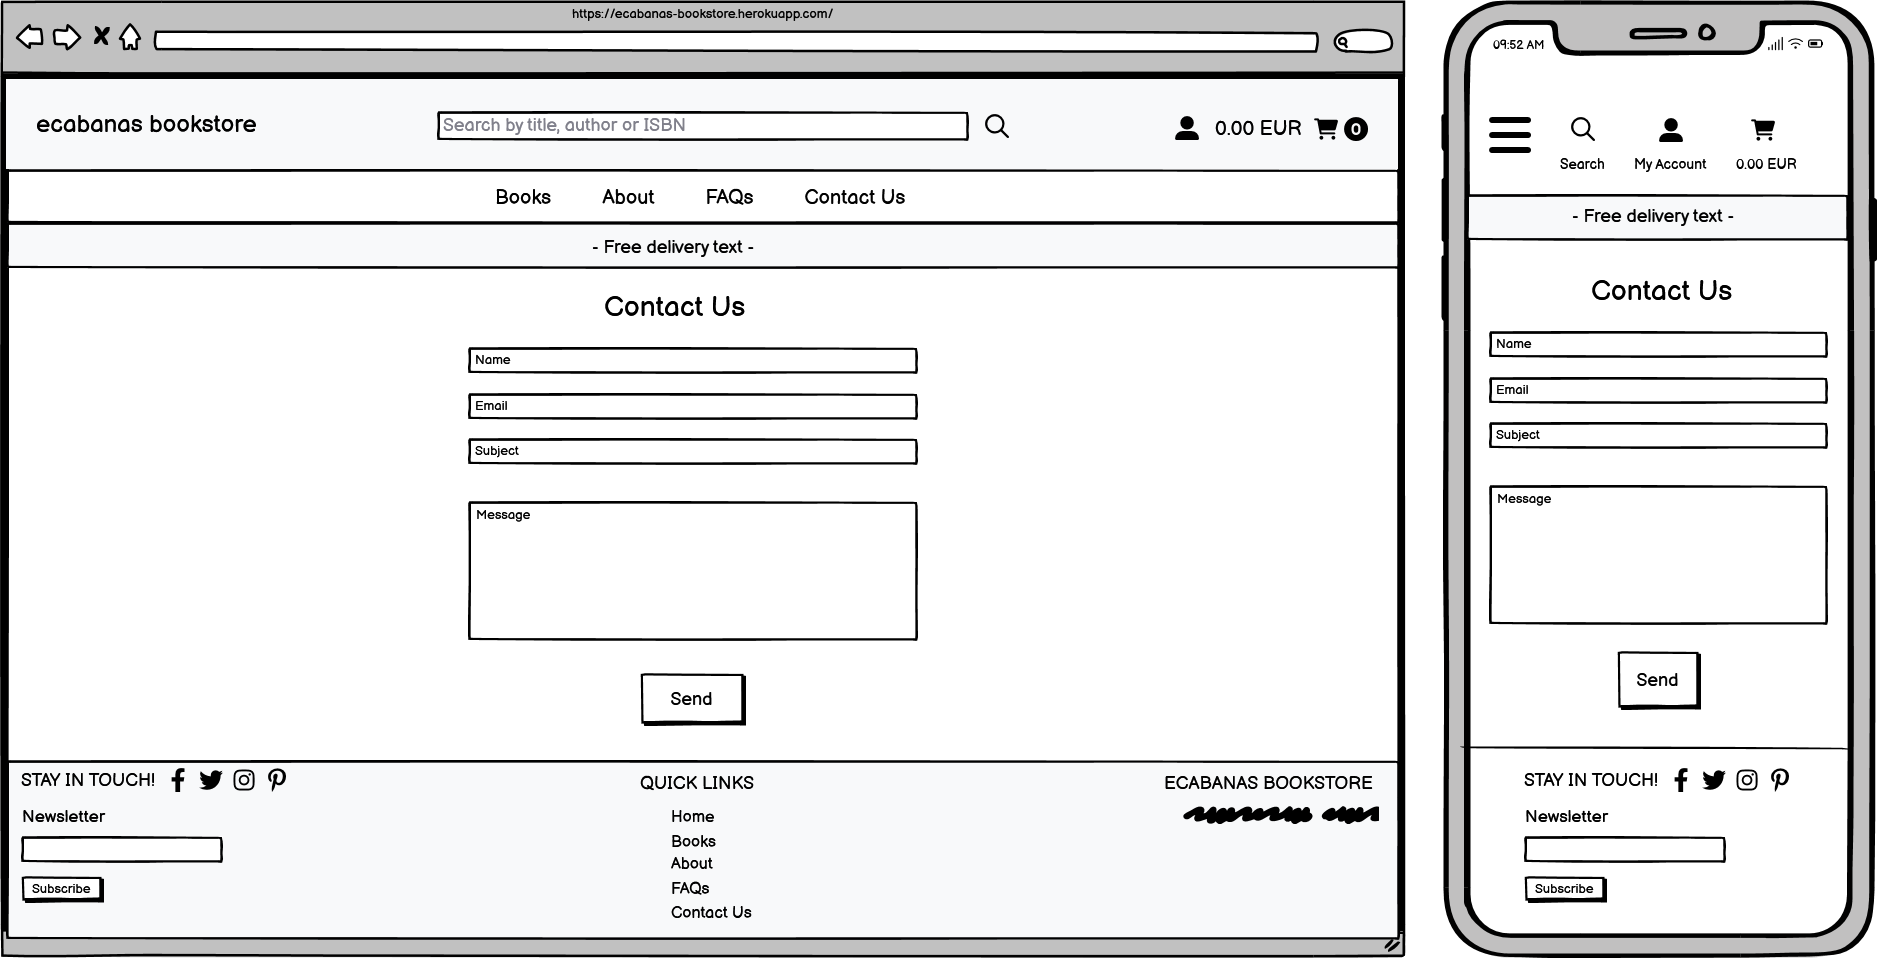 https://ecabanas-bookstore.herokuapp.com/
ecabanas bookstore
Search by title, author or ISBN
0.00 EUR
0
Books About FAQs Contact Us
- Free delivery text -
Contact Us
Name
Email
Subject
Message
Send
STAY IN TOUCH!
Newsletter
Subscribe
QUICK LINKS
Home
Books
About
FAQs
Contact Us
ECABANAS BOOKSTORE
09:52 AM
Search My Account 0.00 EUR
- Free delivery text -
Contact Us
Name
Email
Subject
Message
Send
STAY IN TOUCH!
Newsletter
Subscribe